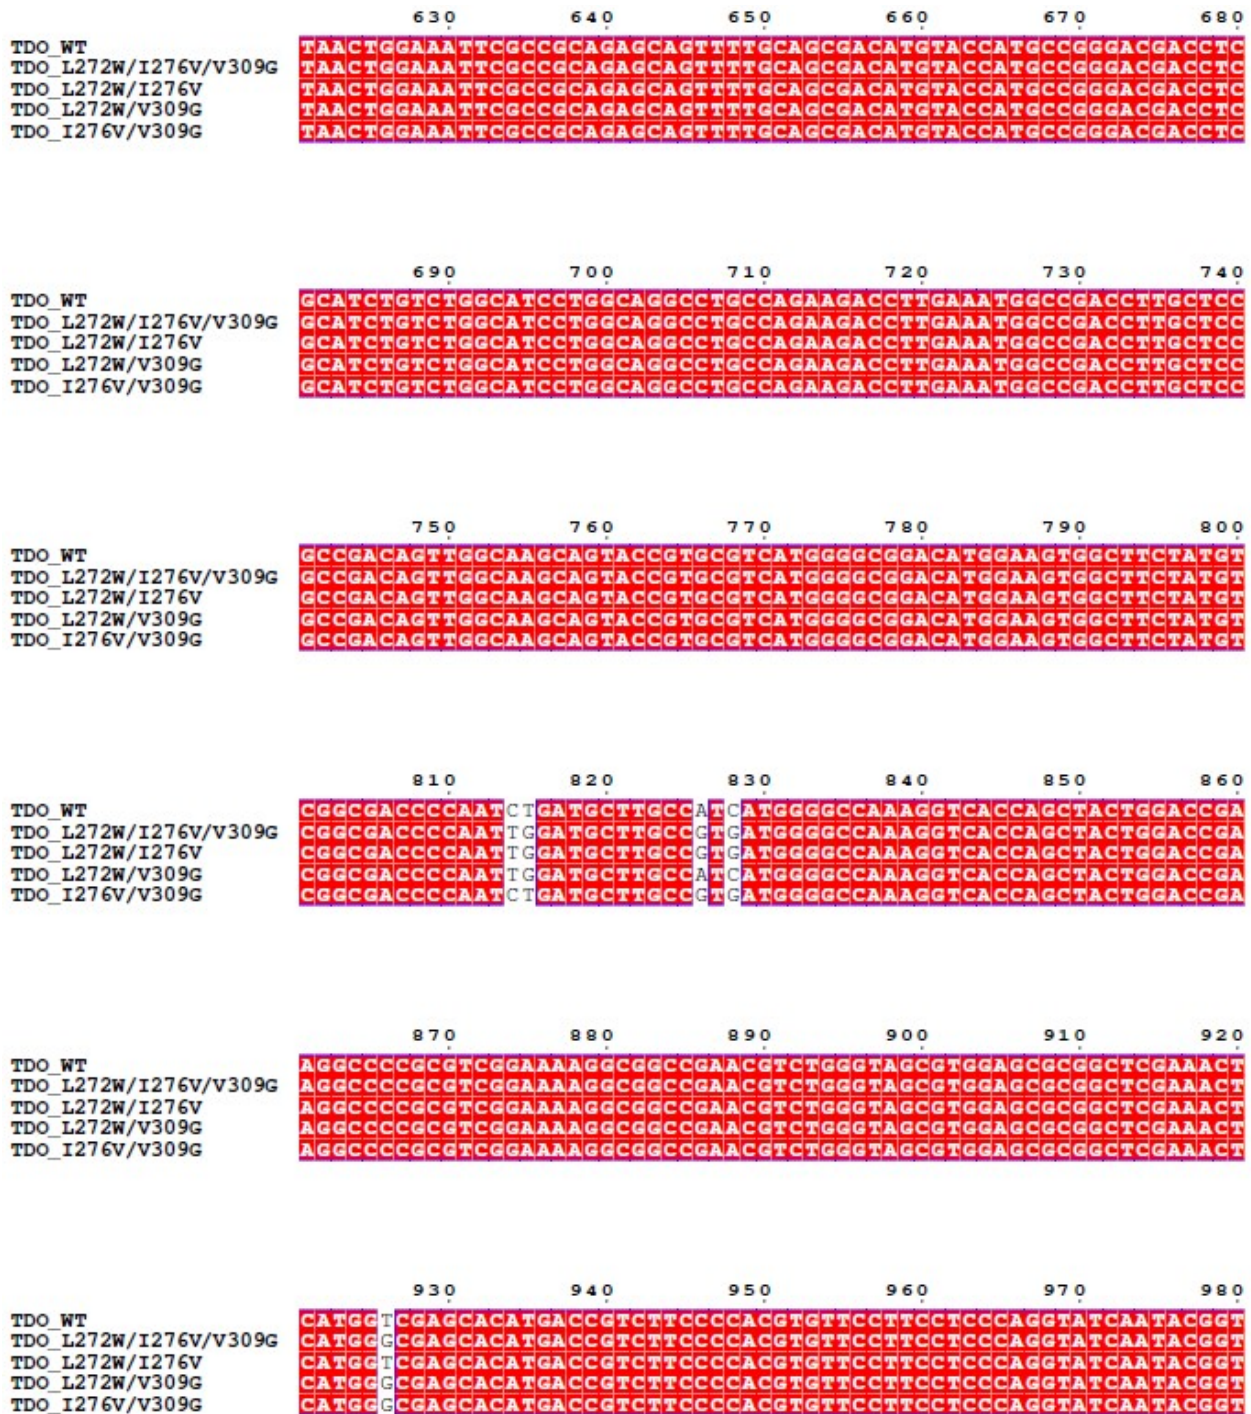 630 640 650 660 670 680
TDO_WT TAACTGGAAATTCGCCGCAGAGCAGTTTTGCAGCGACATGTACCATGCCGGGACGACCTC
TDO_L272W/I276V/V309G TAACTGGAAATTCGCCGCAGAGCAGTTTTGCAGCGACATGTACCATGCCGGGACGACCTC
TDO_L272W/I276V TAACTGGAAATTCGCCGCAGAGCAGTTTTGCAGCGACATGTACCATGCCGGGACGACCTC
TDO_L272W/V309G TAACTGGAAATTCGCCGCAGAGCAGTTTTGCAGCGACATGTACCATGCCGGGACGACCTC
TDO_I276V/V309G TAACTGGAAATTCGCCGCAGAGCAGTTTTGCAGCGACATGTACCATGCCGGGACGACCTC
690 700 710 720 730 740
TDO_WT GCATCTGTCTGGCATCCTGGCAGGCCTGCCAGAAGACCTTGAAATGGCCGACCTTGCTCC
TDO_L272W/I276V/V309G GCATCTGTCTGGCATCCTGGCAGGCCTGCCAGAAGACCTTGAAATGGCCGACCTTGCTCC
TDO_L272W/I276V GCATCTGTCTGGCATCCTGGCAGGCCTGCCAGAAGACCTTGAAATGGCCGACCTTGCTCC
TDO_L272W/V309G GCATCTGTCTGGCATCCTGGCAGGCCTGCCAGAAGACCTTGAAATGGCCGACCTTGCTCC
TDO_I276V/V309G GCATCTGTCTGGCATCCTGGCAGGCCTGCCAGAAGACCTTGAAATGGCCGACCTTGCTCC
750 760 770 780 790 800
TDO_WT GCCGACAGTTGGCAAGCAGTACCGTGCGTCATGGGGCGGACATGGAAGTGGCTTCTATGT
TDO_L272W/I276V/V309G GCCGACAGTTGGCAAGCAGTACCGTGCGTCATGGGGCGGACATGGAAGTGGCTTCTATGT
TDO_L272W/I276V GCCGACAGTTGGCAAGCAGTACCGTGCGTCATGGGGCGGACATGGAAGTGGCTTCTATGT
TDO_L272W/V309G GCCGACAGTTGGCAAGCAGTACCGTGCGTCATGGGGCGGACATGGAAGTGGCTTCTATGT
TDO_I276V/V309G GCCGACAGTTGGCAAGCAGTACCGTGCGTCATGGGGCGGACATGGAAGTGGCTTCTATGT
810 820 830 840 850 860
TDO_WT CGGCGACCCCAATCTGATGCTTGCCATCATGGGGCCAAAGGTCACCAGCTACTGGACCGA
TDO_L272W/I276V/V309G CGGCGACCCCAATTGGATGCTTGCCGTGATGGGGCCAAAGGTCACCAGCTACTGGACCGA
TDO_L272W/I276V CGGCGACCCCAATTGGATGCTTGCCGTGATGGGGCCAAAGGTCACCAGCTACTGGACCGA
TDO_L272W/V309G CGGCGACCCCAATTGGATGCTTGCCATCATGGGGCCAAAGGTCACCAGCTACTGGACCGA
TDO_I276V/V309G CGGCGACCCCAATCTGATGCTTGCCGTGATGGGGCCAAAGGTCACCAGCTACTGGACCGA
870 880 890 900 910 920
TDO_WT AGGCCCCGCGTCGGAAAAGGCGGCCGAACGTCTGGGTAGCGTGGAGCGCGGCTCGAAACT
TDO_L272W/I276V/V309G AGGCCCCGCGTCGGAAAAGGCGGCCGAACGTCTGGGTAGCGTGGAGCGCGGCTCGAAACT
TDO_L272W/I276V AGGCCCCGCGTCGGAAAAGGCGGCCGAACGTCTGGGTAGCGTGGAGCGCGGCTCGAAACT
TDO_L272W/V309G AGGCCCCGCGTCGGAAAAGGCGGCCGAACGTCTGGGTAGCGTGGAGCGCGGCTCGAAACT
TDO_I276V/V309G AGGCCCCGCGTCGGAAAAGGCGGCCGAACGTCTGGGTAGCGTGGAGCGCGGCTCGAAACT
930 940 950 960 970 980
TDO_WT CATGGTCGAGCACATGACCGTCTTCCCCACGTGTTCCTTCCTCCCAGGTATCAATACGGT
TDO_L272W/I276V/V309G CATGGGCGAGCACATGACCGTCTTCCCCACGTGTTCCTTCCTCCCAGGTATCAATACGGT
TDO_L272W/I276V CATGGTCGAGCACATGACCGTCTTCCCCACGTGTTCCTTCCTCCCAGGTATCAATACGGT
TDO_L272W/V309G CATGGGCGAGCACATGACCGTCTTCCCCACGTGTTCCTTCCTCCCAGGTATCAATACGGT
TDO_I276V/V309G CATGGGCGAGCACATGACCGTCTTCCCCACGTGTTCCTTCCTCCCAGGTATCAATACGGT